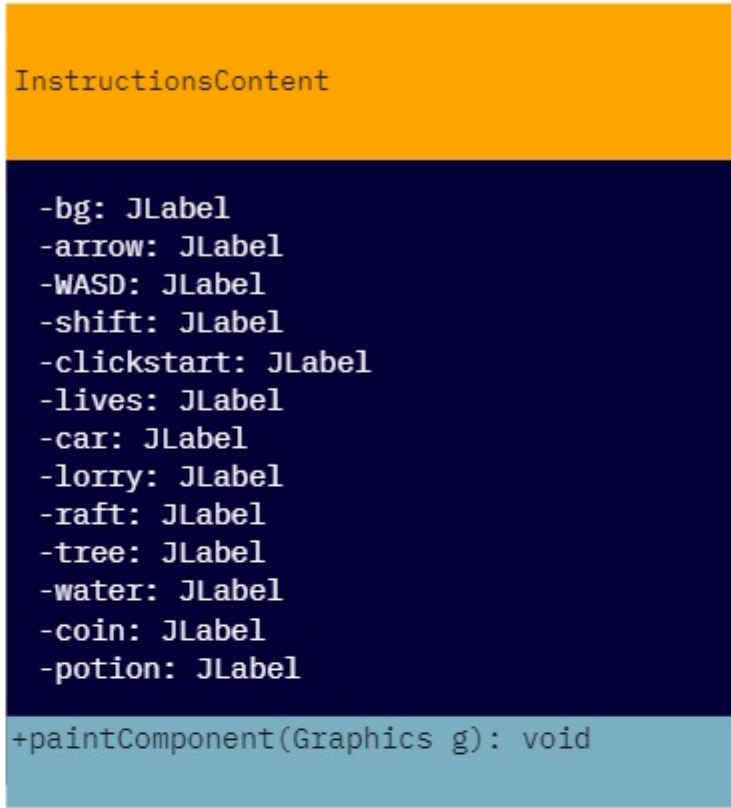 InstructionsContent
-bg: JLabel
-arrow: JLabel
-WASD: JLabel
-shift: JLabel
-clickstart: JLabel
-lives: JLabel
-car: JLabel
-lorry: JLabel
-raft: JLabel
-tree: JLabel
-water: JLabel
-coin: JLabel
-potion: JLabel
+paintComponent(Graphics g): void